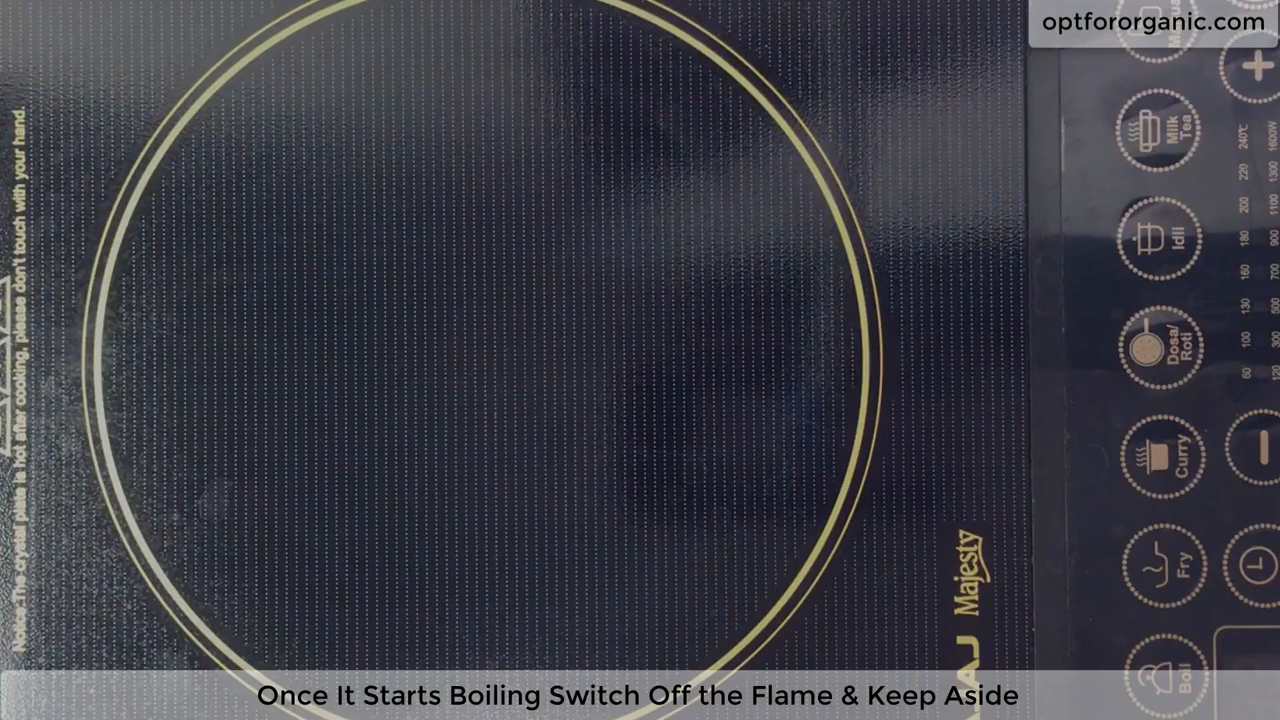 optfororganic.com
Notice:The crystal plate is hot after cooking, please don't touch with your hand.
Majesty
Milk
Tea
Idli
Dosa/
Roti
Curry
Fry
Boil
+
−
60 100 130 160 180 200 220 240℃
120 300 500 700 900 1100 1300 1600W
Once It Starts Boiling Switch Off the Flame & Keep Aside